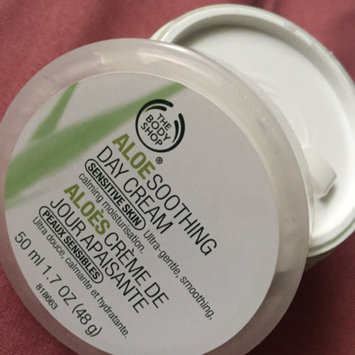 THE
BODY
SHOP®
ALOE SOOTHING
DAY CREAM
SENSITIVE SKIN Ultra-gentle, smoothing,
calming moisturisation.
ALOÈS CRÈME DE
JOUR APAISANTE
PEAUX SENSIBLES
Ultra douce, calmante et hydratante.
50 ml 1.7 OZ (48 g)
818663